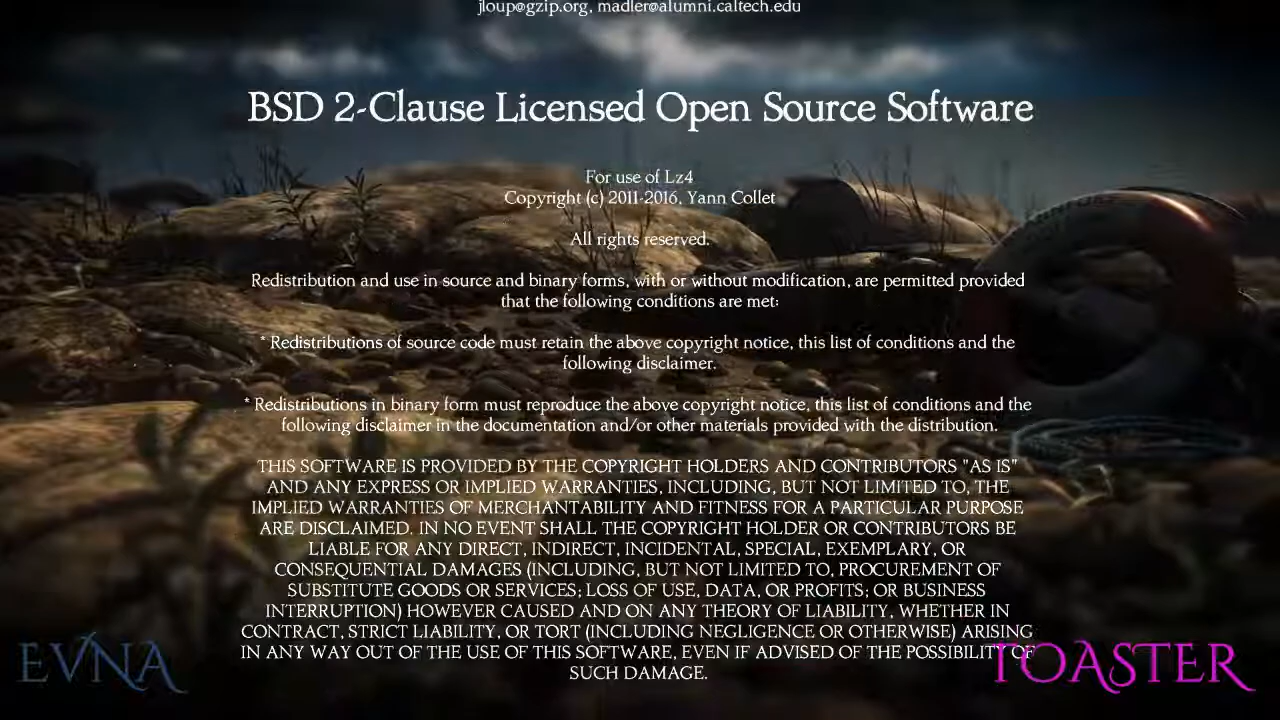 jloup@gzip.org, madler@alumni.caltech.edu
BSD 2-Clause Licensed Open Source Software
For use of Lz4
Copyright (c) 2011-2016, Yann Collet
All rights reserved.
Redistribution and use in source and binary forms, with or without modification, are permitted provided
that the following conditions are met:
* Redistributions of source code must retain the above copyright notice, this list of conditions and the
following disclaimer.
* Redistributions in binary form must reproduce the above copyright notice, this list of conditions and the
following disclaimer in the documentation and/or other materials provided with the distribution.
THIS SOFTWARE IS PROVIDED BY THE COPYRIGHT HOLDERS AND CONTRIBUTORS "AS IS"
AND ANY EXPRESS OR IMPLIED WARRANTIES, INCLUDING, BUT NOT LIMITED TO, THE
IMPLIED WARRANTIES OF MERCHANTABILITY AND FITNESS FOR A PARTICULAR PURPOSE
ARE DISCLAIMED. IN NO EVENT SHALL THE COPYRIGHT HOLDER OR CONTRIBUTORS BE
LIABLE FOR ANY DIRECT, INDIRECT, INCIDENTAL, SPECIAL, EXEMPLARY, OR
CONSEQUENTIAL DAMAGES (INCLUDING, BUT NOT LIMITED TO, PROCUREMENT OF
SUBSTITUTE GOODS OR SERVICES; LOSS OF USE, DATA, OR PROFITS; OR BUSINESS
INTERRUPTION) HOWEVER CAUSED AND ON ANY THEORY OF LIABILITY, WHETHER IN
CONTRACT, STRICT LIABILITY, OR TORT (INCLUDING NEGLIGENCE OR OTHERWISE) ARISING
IN ANY WAY OUT OF THE USE OF THIS SOFTWARE, EVEN IF ADVISED OF THE POSSIBILITY OF
SUCH DAMAGE.
EVNA
TOASTER